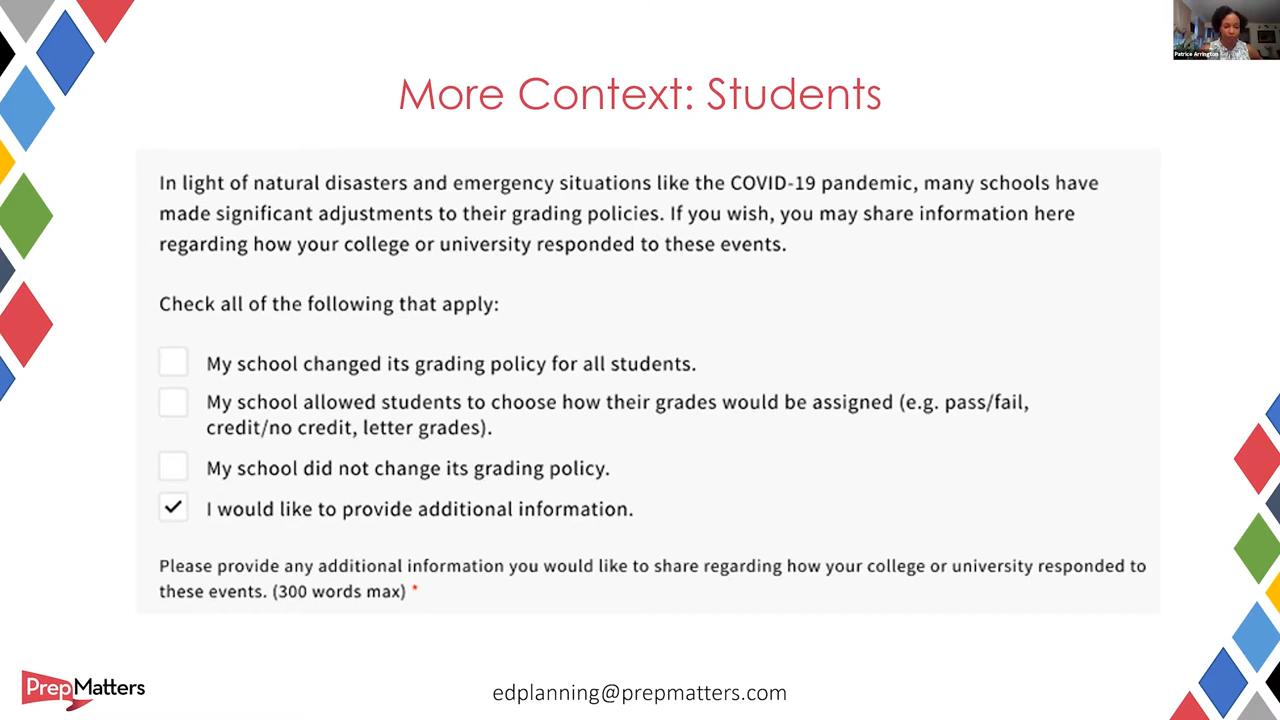 Patrice Arrington
More Context: Students
In light of natural disasters and emergency situations like the COVID-19 pandemic, many schools have
made significant adjustments to their grading policies. If you wish, you may share information here
regarding how your college or university responded to these events.
Check all of the following that apply:
My school changed its grading policy for all students.
My school allowed students to choose how their grades would be assigned (e.g. pass/fail,
credit/no credit, letter grades).
My school did not change its grading policy.
I would like to provide additional information.
Please provide any additional information you would like to share regarding how your college or university responded to
these events. (300 words max) *
PrepMatters
edplanning@prepmatters.com